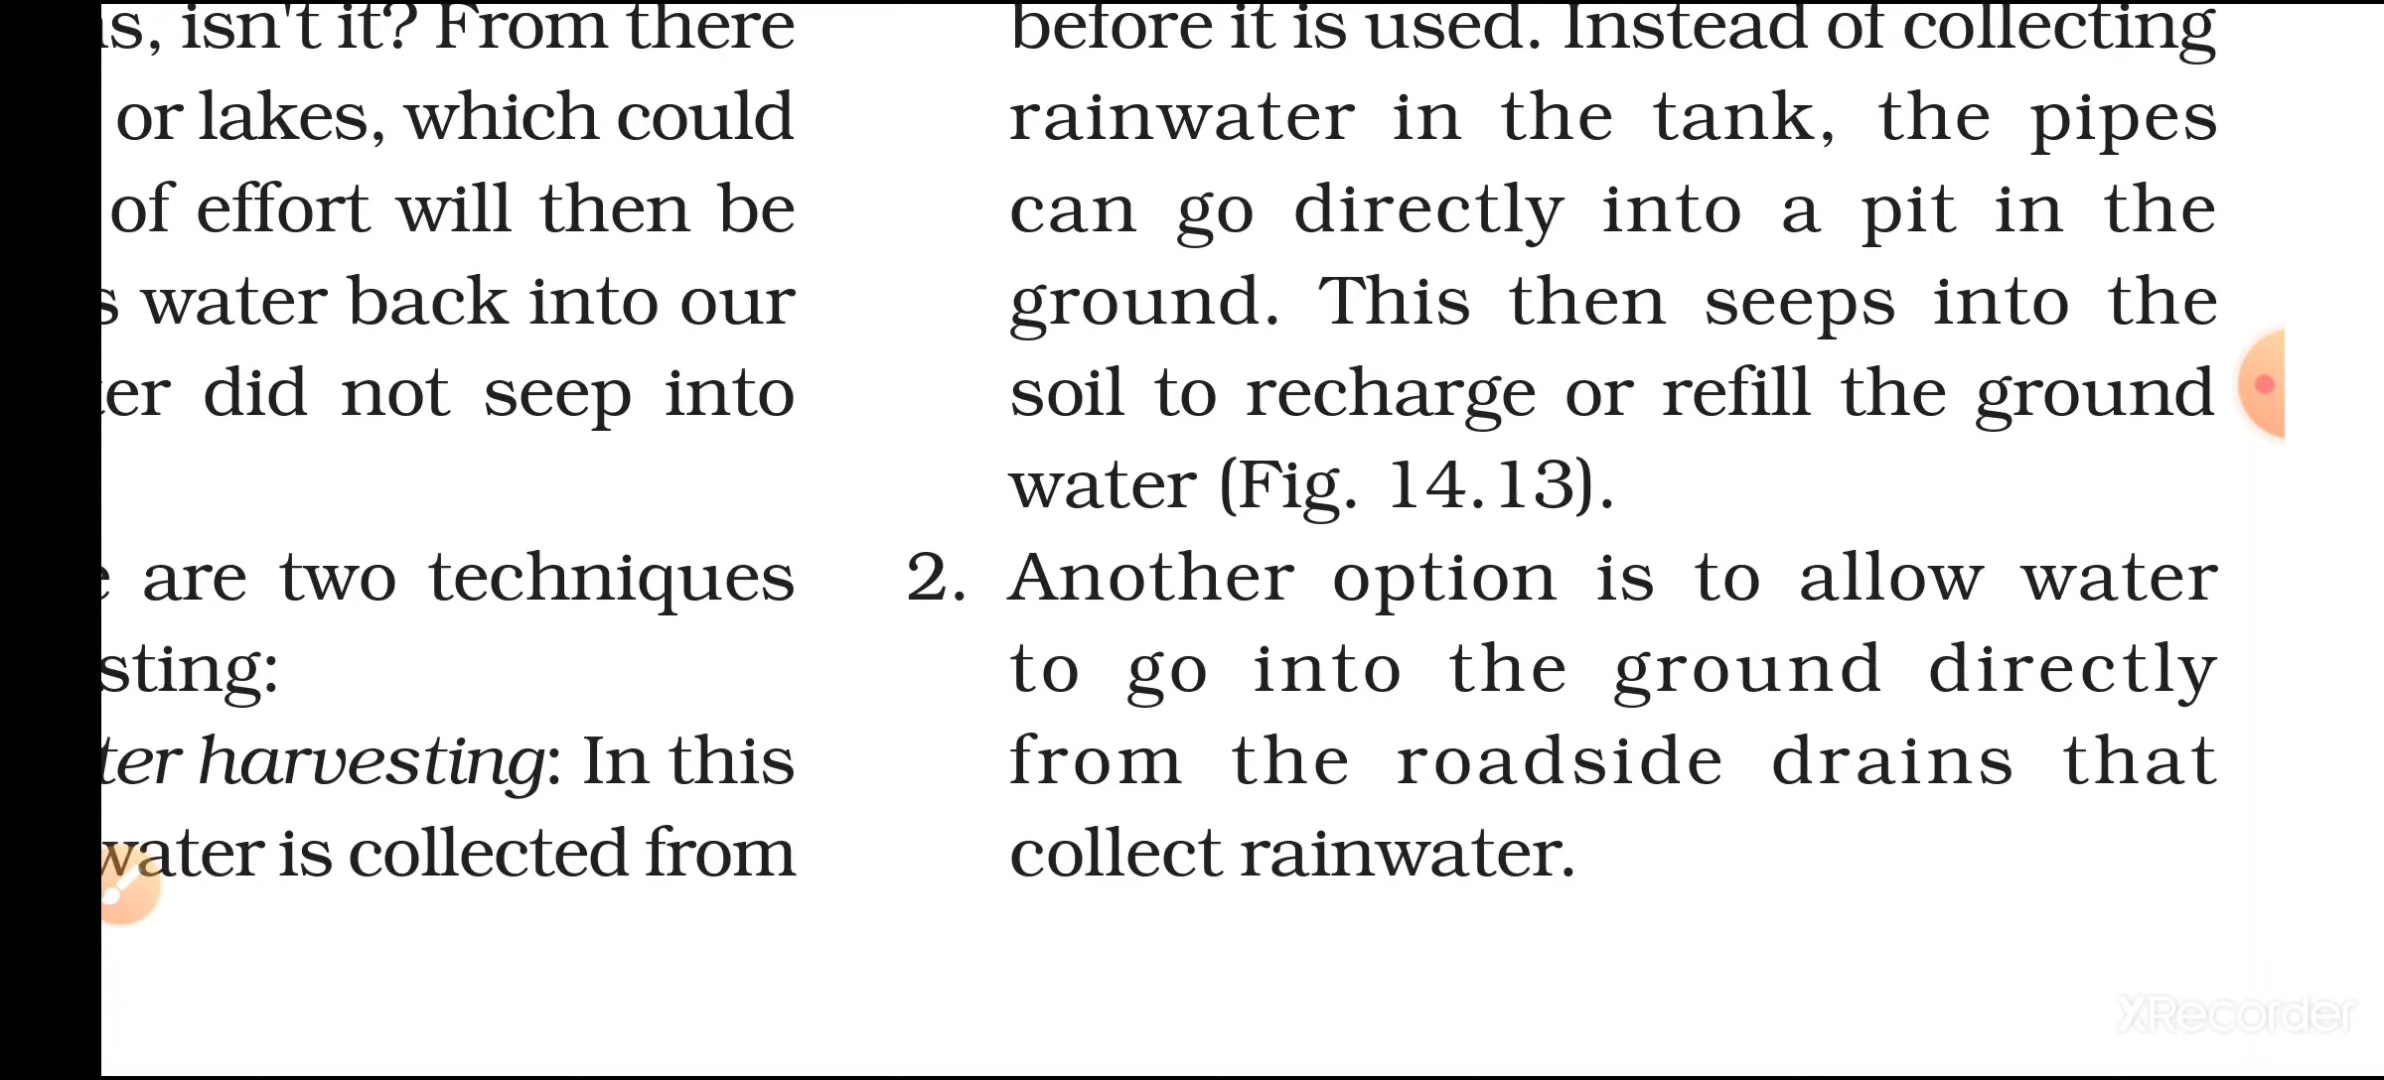 s, isn't it? From there
or lakes, which could
of effort will then be
water back into our
er did not seep into
are two techniques
sting:
ter harvesting: In this
water is collected from
before it is used. Instead of collecting
rainwater in the tank, the pipes
can go directly into a pit in the
ground. This then seeps into the
soil to recharge or refill the ground
water (Fig. 14.13).
2. Another option is to allow water
to go into the ground directly
from the roadside drains that
collect rainwater.
XRecorder